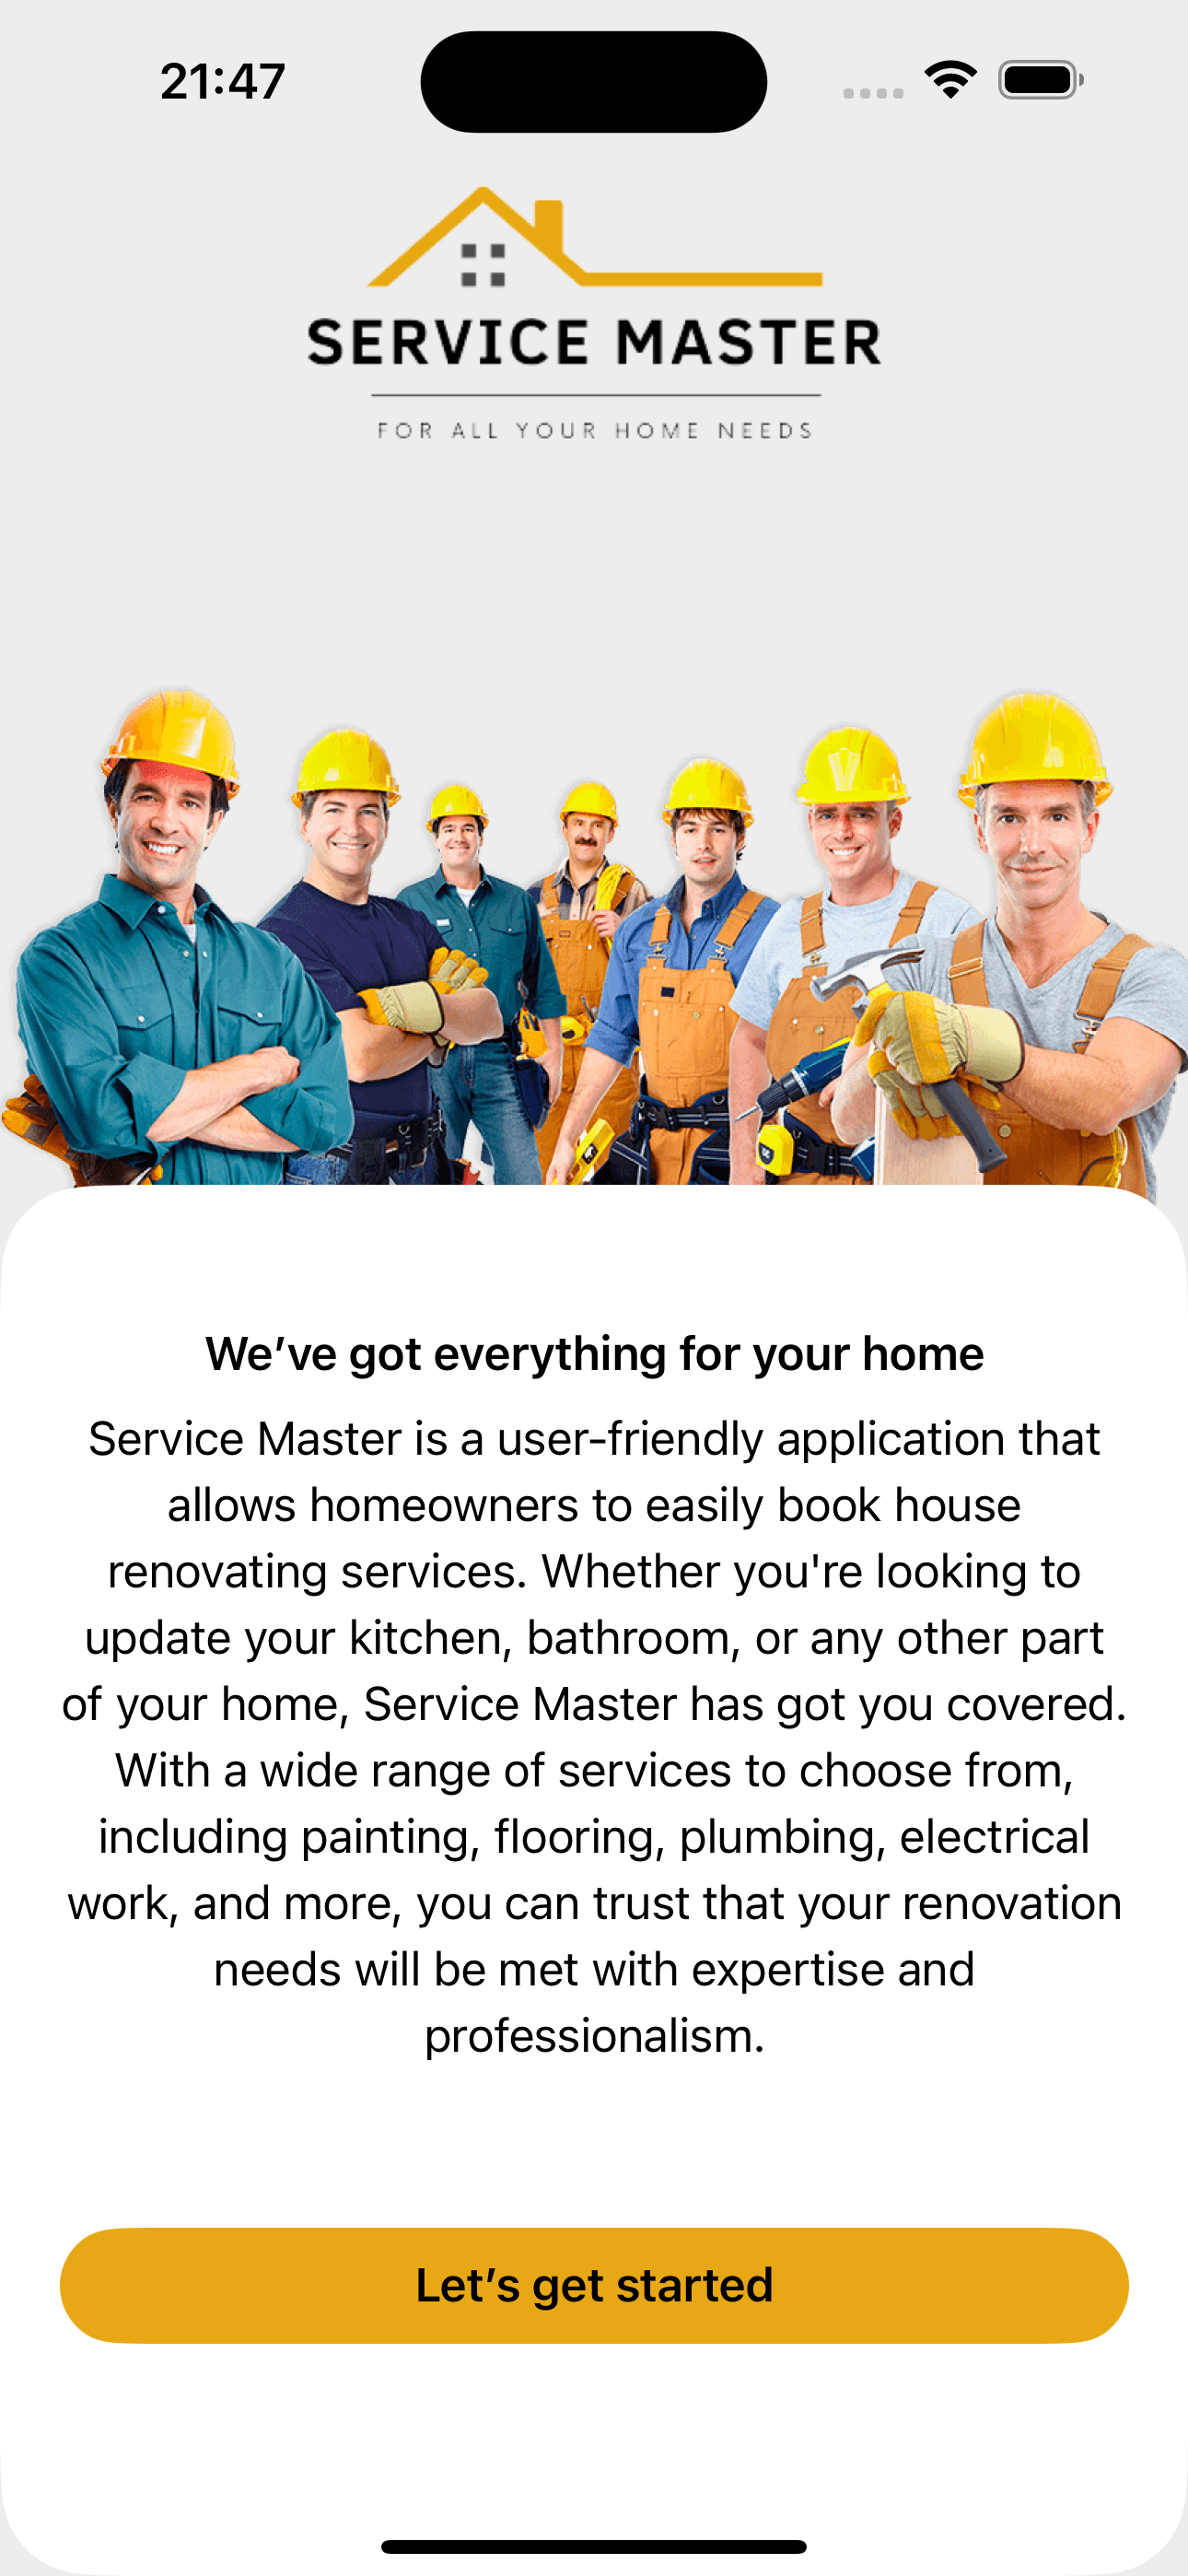 21:47
SERVICE MASTER
FOR ALL YOUR HOME NEEDS
We’ve got everything for your home
Service Master is a user-friendly application that
allows homeowners to easily book house
renovating services. Whether you're looking to
update your kitchen, bathroom, or any other part
of your home, Service Master has got you covered.
With a wide range of services to choose from,
including painting, flooring, plumbing, electrical
work, and more, you can trust that your renovation
needs will be met with expertise and
professionalism.
Let’s get started